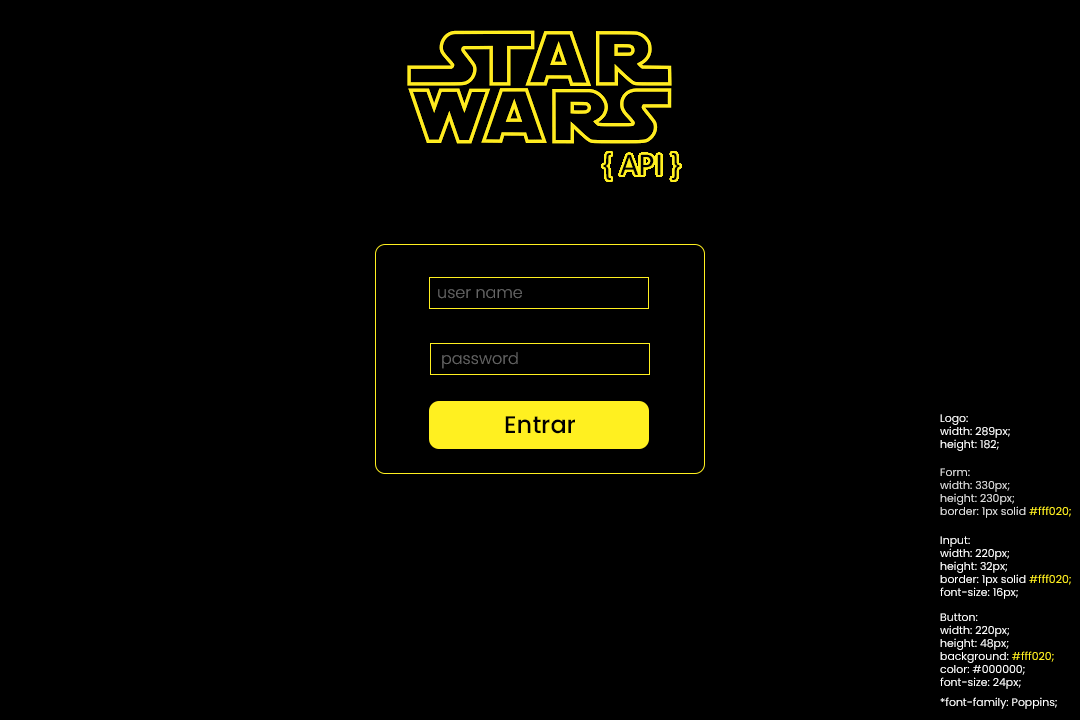 STAR
WARS
{ API }
user name
password
Entrar
Logo:
width: 289px;
height: 182;
Form:
width: 330px;
height: 230px;
border: 1px solid #fff020;
Input:
width: 220px;
height: 32px;
border: 1px solid #fff020;
font-size: 16px;
Button:
width: 220px;
height: 48px;
background: #fff020;
color: #000000;
font-size: 24px;
*font-family: Poppins;